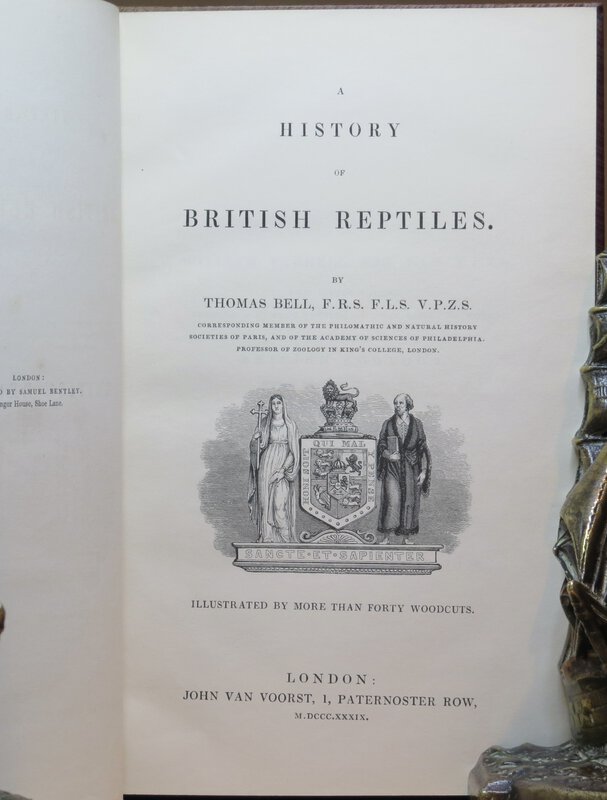 LONDON:
BY SAMUEL BENTLEY,
Shoe Lane.
A
HISTORY
OF
BRITISH REPTILES.
BY
THOMAS BELL, F.R.S. F.L.S. V.P.Z.S.
CORRESPONDING MEMBER OF THE PHILOMATHIC AND NATURAL HISTORY
SOCIETIES OF PARIS, AND OF THE ACADEMY OF SCIENCES OF PHILADELPHIA.
PROFESSOR OF ZOOLOGY IN KING'S COLLEGE, LONDON.
HONI SOIT QUI MAL Y PENSE
SANCTE·ET·SAPIENTER
ILLUSTRATED BY MORE THAN FORTY WOODCUTS.
LONDON:
JOHN VAN VOORST, 1, PATERNOSTER ROW,
M.DCCC.XXXIX.